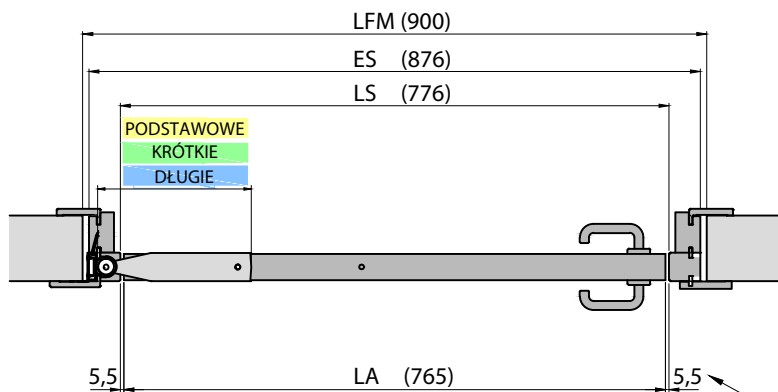 LFM (900)
ES (876)
LS (776)
PODSTAWOWE
KRÓTKIE
DŁUGIE
5,5 LA (765) 5,5